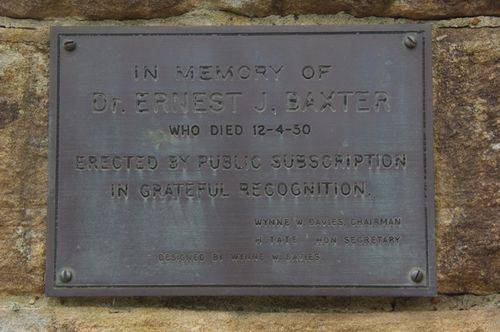 IN MEMORY OF
Dr. ERNEST J. BAXTER
WHO DIED 12-4-50
ERECTED BY PUBLIC SUBSCRIPTION
IN GRATEFUL RECOGNITION.
WYNNE W. DAVIES, CHAIRMAN
H. TATE HON SECRETARY
DESIGNED BY WYNNE W. DAVIES